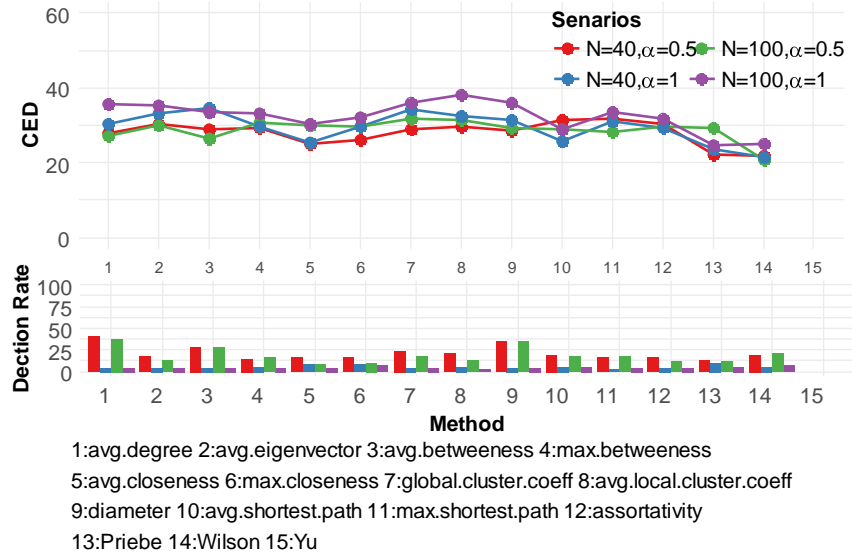 60
40
20
0
CED
Senarios
N=40,α=0.5 N=100,α=0.5
N=40,α=1 N=100,α=1
1 2 3 4 5 6 7 8 9 10 11 12 13 14 15
100
75
50
25
0
Dection Rate
1 2 3 4 5 6 7 8 9 10 11 12 13 14 15
Method
1:avg.degree 2:avg.eigenvector 3:avg.betweeness 4:max.betweeness
5:avg.closeness 6:max.closeness 7:global.cluster.coeff 8:avg.local.cluster.coeff
9:diameter 10:avg.shortest.path 11:max.shortest.path 12:assortativity
13:Priebe 14:Wilson 15:Yu